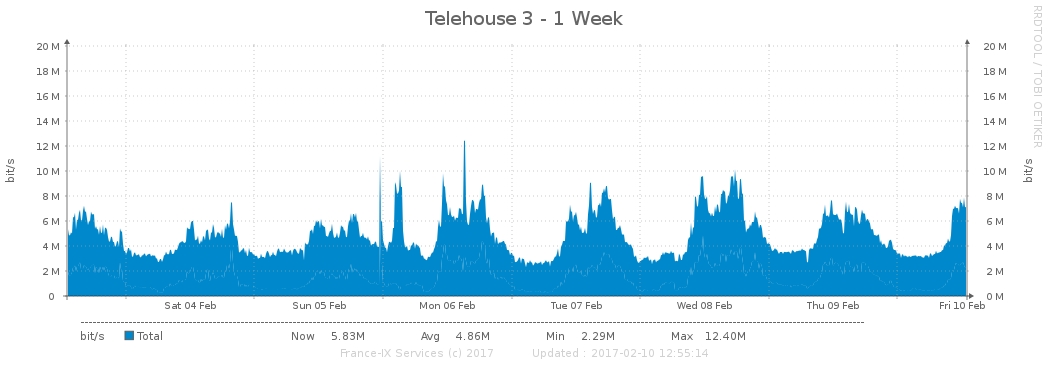 Telehouse 3 - 1 Week
RRDTOOL / TOBI OETIKER
bit/s
20 M 20 M
18 M 18 M
16 M 16 M
14 M 14 M
12 M 12 M
10 M 10 M
8 M 8 M
6 M 6 M
4 M 4 M
2 M 2 M
0 0 M
bit/s
Sat 04 Feb Sun 05 Feb Mon 06 Feb Tue 07 Feb Wed 08 Feb Thu 09 Feb Fri 10 Feb
bit/s Total Now 5.83M Avg 4.86M Min 2.29M Max 12.40M
France-IX Services (c) 2017 Updated : 2017-02-10 12:55:14